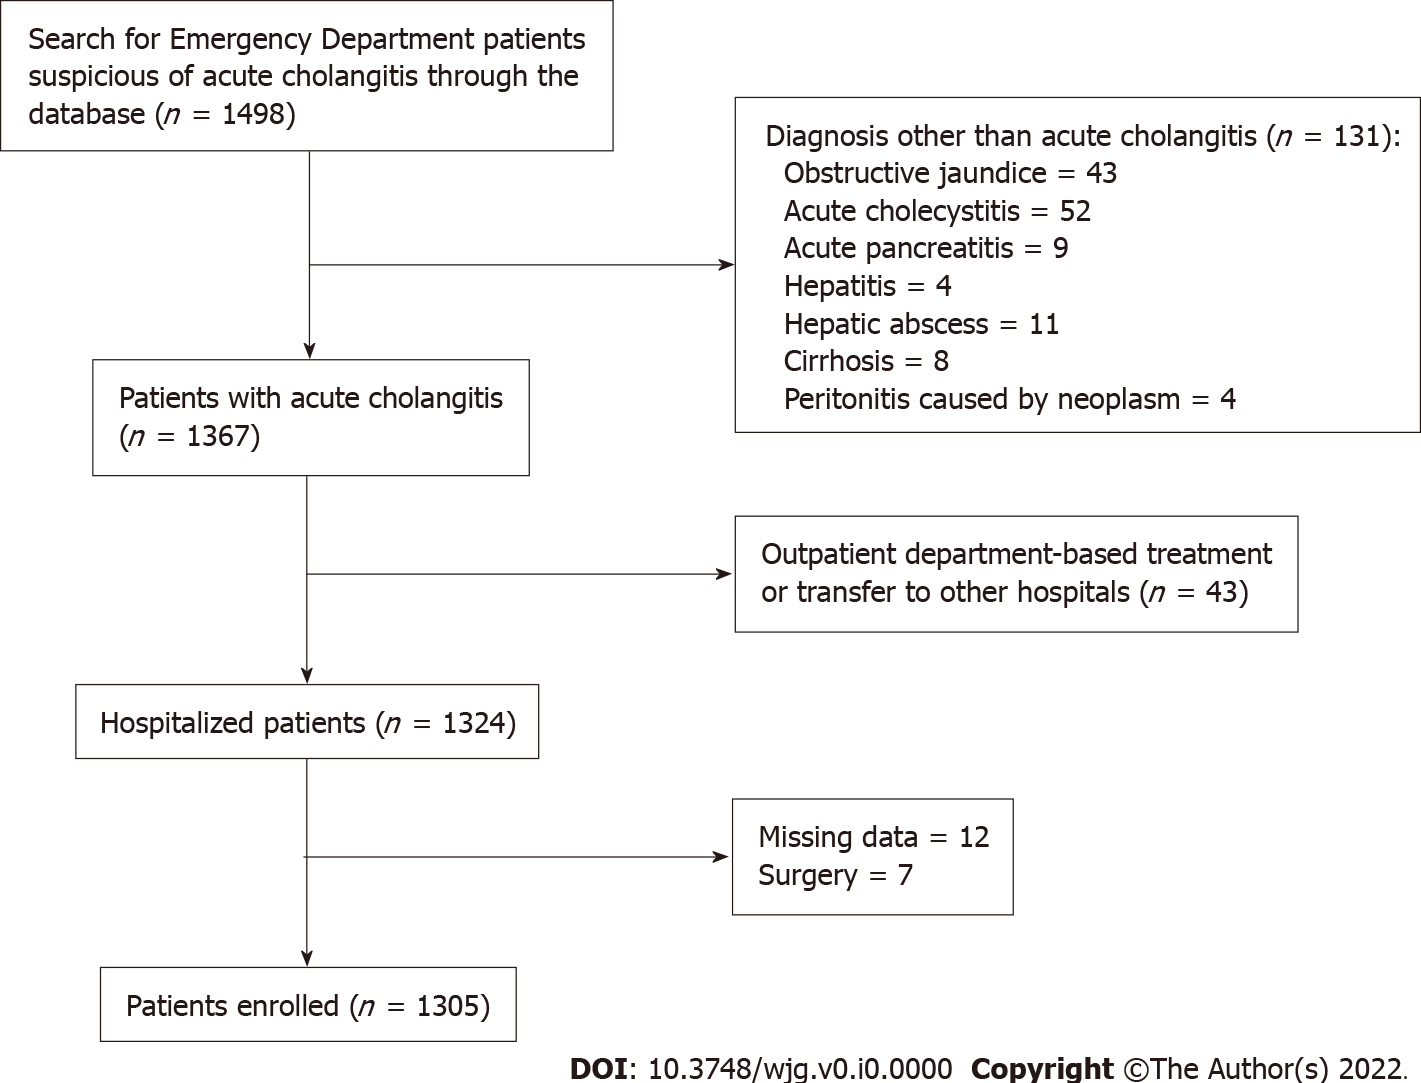 Search for Emergency Department patients
suspicious of acute cholangitis through the
database (n = 1498)
Diagnosis other than acute cholangitis (n = 131):
Obstructive jaundice = 43
Acute cholecystitis = 52
Acute pancreatitis = 9
Hepatitis = 4
Hepatic abscess = 11
Cirrhosis = 8
Peritonitis caused by neoplasm = 4
Patients with acute cholangitis
(n = 1367)
Outpatient department-based treatment
or transfer to other hospitals (n = 43)
Hospitalized patients (n = 1324)
Missing data = 12
Surgery = 7
Patients enrolled (n = 1305)
DOI: 10.3748/wjg.v0.i0.0000 Copyright ©The Author(s) 2022.